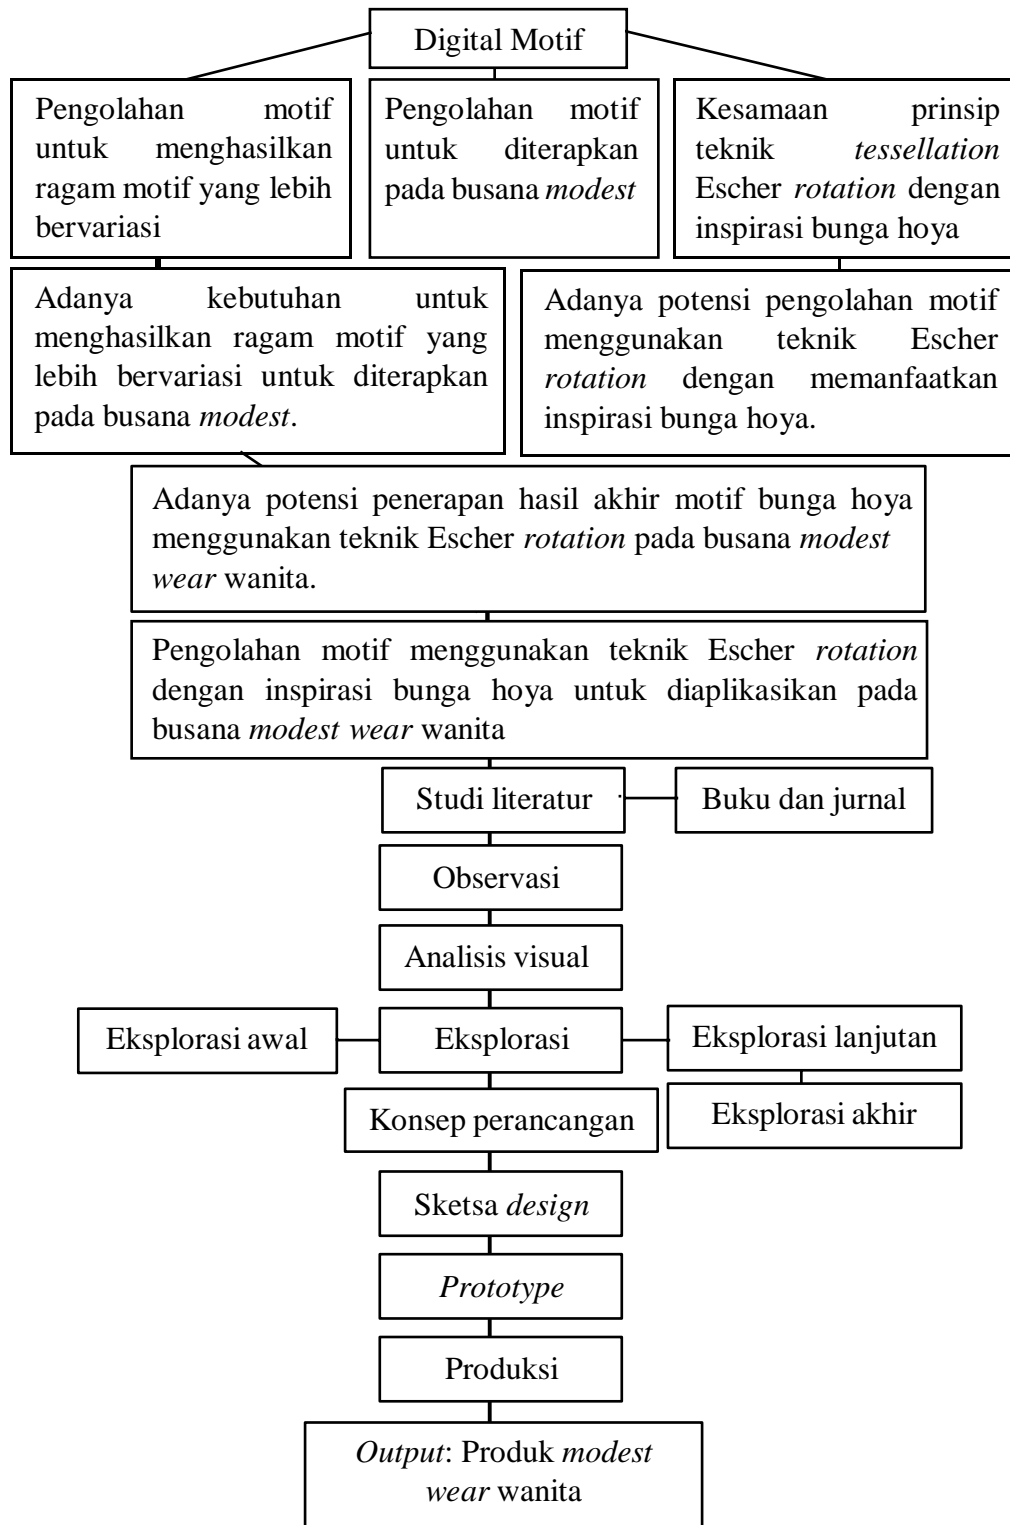 Digital Motif
Pengolahan motif
untuk menghasilkan
ragam motif yang lebih
bervariasi
Pengolahan motif
untuk diterapkan
pada busana modest
Kesamaan prinsip
teknik tessellation
Escher rotation dengan
inspirasi bunga hoya
Adanya kebutuhan untuk
menghasilkan ragam motif yang
lebih bervariasi untuk diterapkan
pada busana modest.
Adanya potensi pengolahan motif
menggunakan teknik Escher
rotation dengan memanfaatkan
inspirasi bunga hoya.
Adanya potensi penerapan hasil akhir motif bunga hoya
menggunakan teknik Escher rotation pada busana modest
wear wanita.
Pengolahan motif menggunakan teknik Escher rotation
dengan inspirasi bunga hoya untuk diaplikasikan pada
busana modest wear wanita
Studi literatur
Buku dan jurnal
Observasi
Analisis visual
Eksplorasi awal
Eksplorasi
Eksplorasi lanjutan
Konsep perancangan
Eksplorasi akhir
Sketsa design
Prototype
Produksi
Output: Produk modest
wear wanita